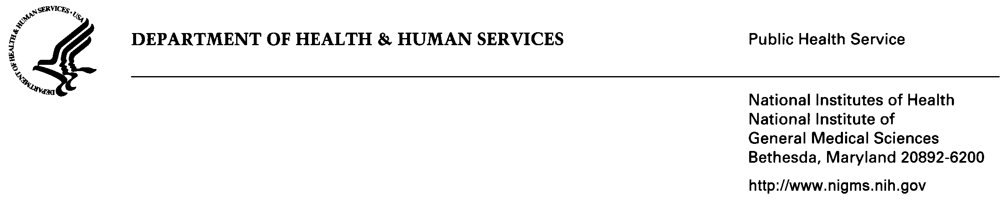 DEPARTMENT OF HEALTH & HUMAN SERVICES · USA
DEPARTMENT OF HEALTH & HUMAN SERVICES
Public Health Service
National Institutes of Health
National Institute of
General Medical Sciences
Bethesda, Maryland 20892-6200
http://www.nigms.nih.gov